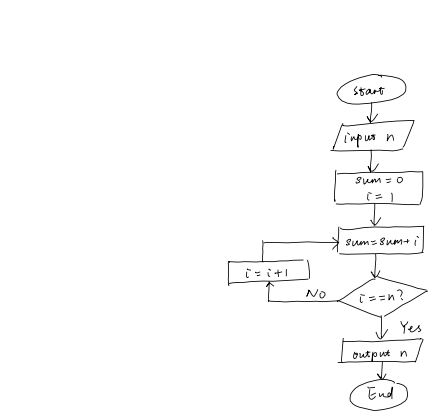 start
input n
sum = 0
i = 1
sum = sum + i
i = i + 1
i == n?
No
Yes
output n
End